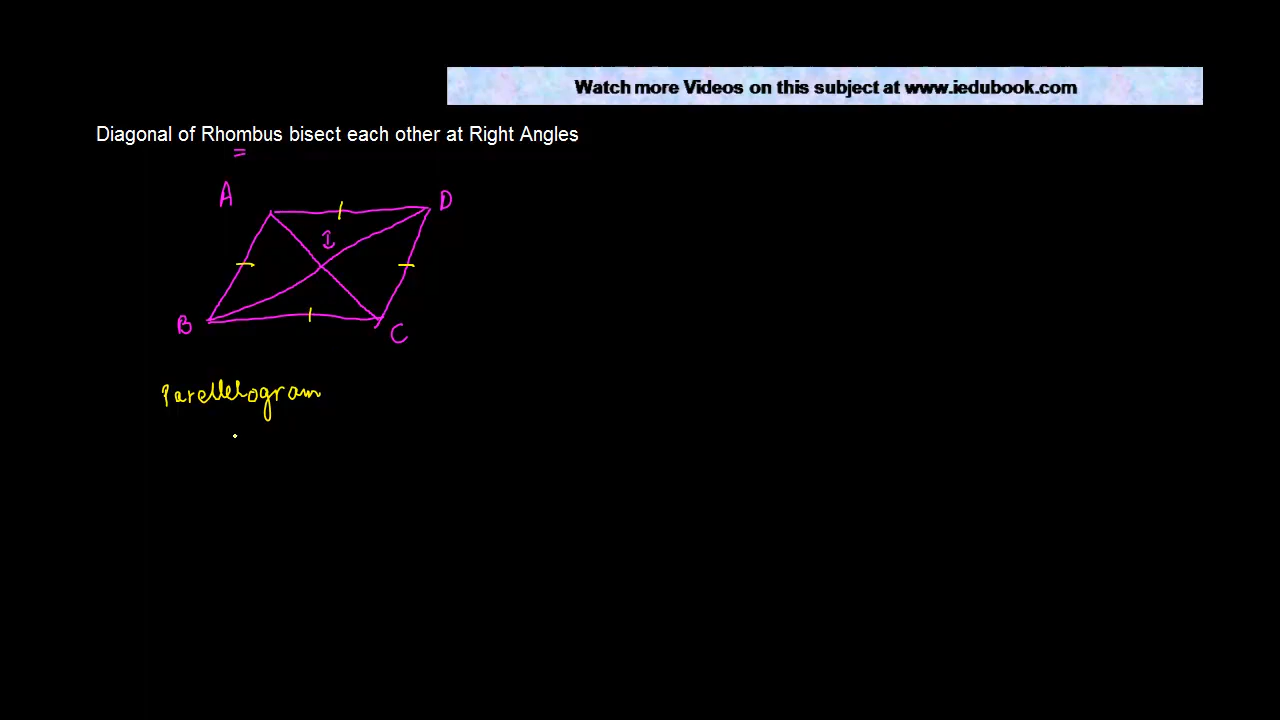 Watch more Videos on this subject at www.iedubook.com
Diagonal of Rhombus bisect each other at Right Angles
A
D
I
B
C
Parellelogram